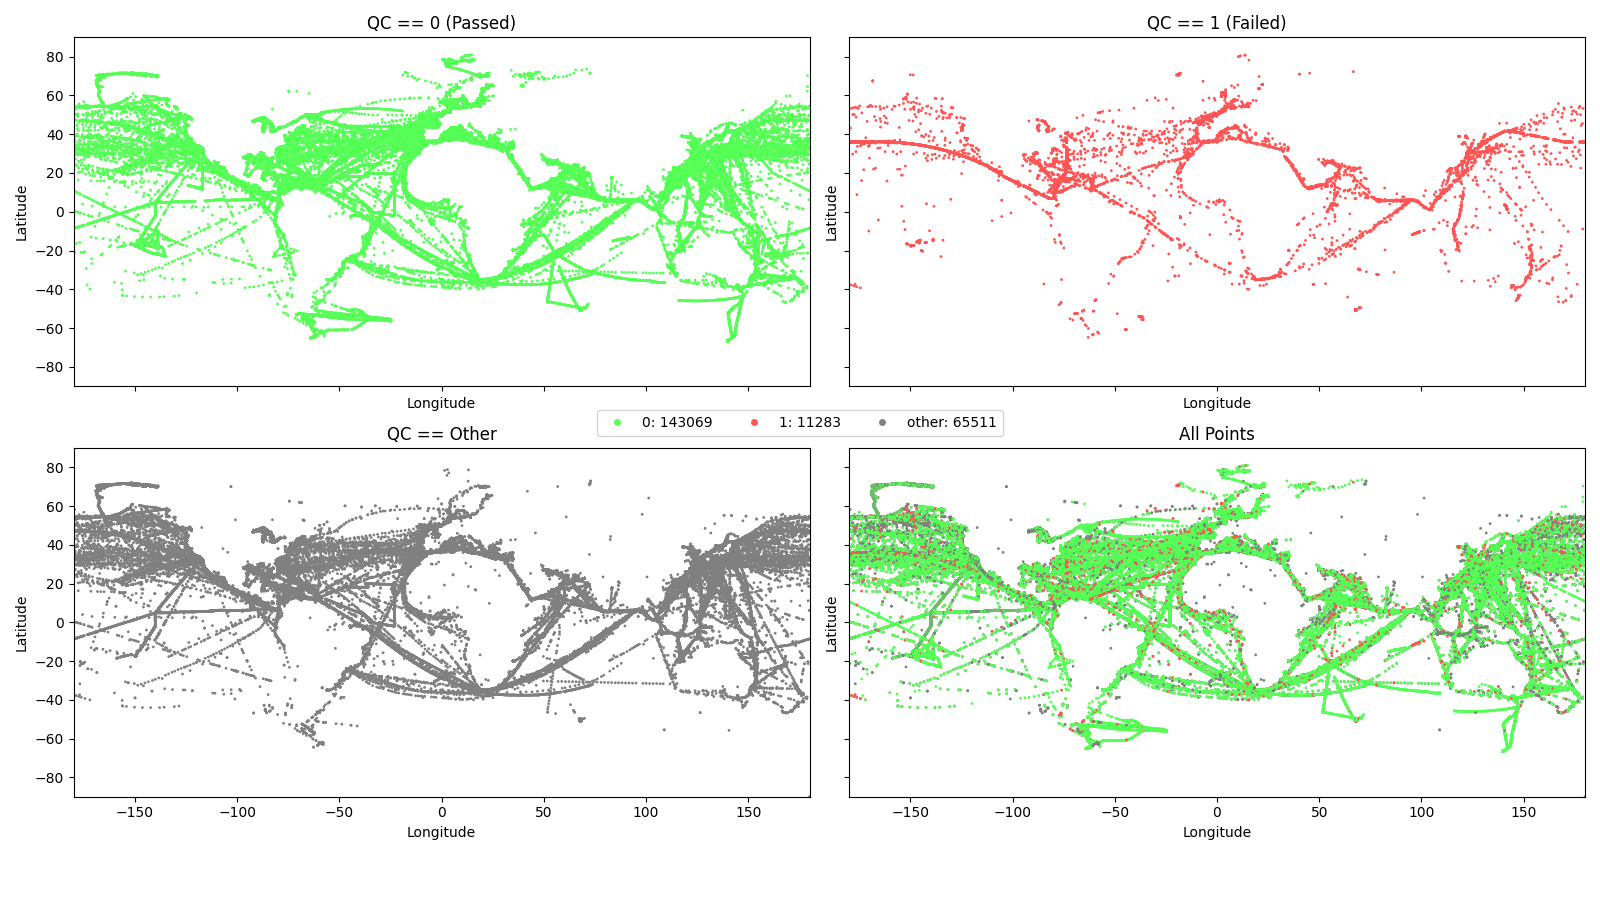 QC == 0 (Passed)
QC == 1 (Failed)
80
60
40
20
0
−20
−40
−60
−80
Latitude
Latitude
Longitude
Longitude
0: 143069
1: 11283
other: 65511
QC == Other
All Points
80
60
40
20
0
−20
−40
−60
−80
Latitude
Latitude
−150
−100
−50
0
50
100
150
−150
−100
−50
0
50
100
150
Longitude
Longitude